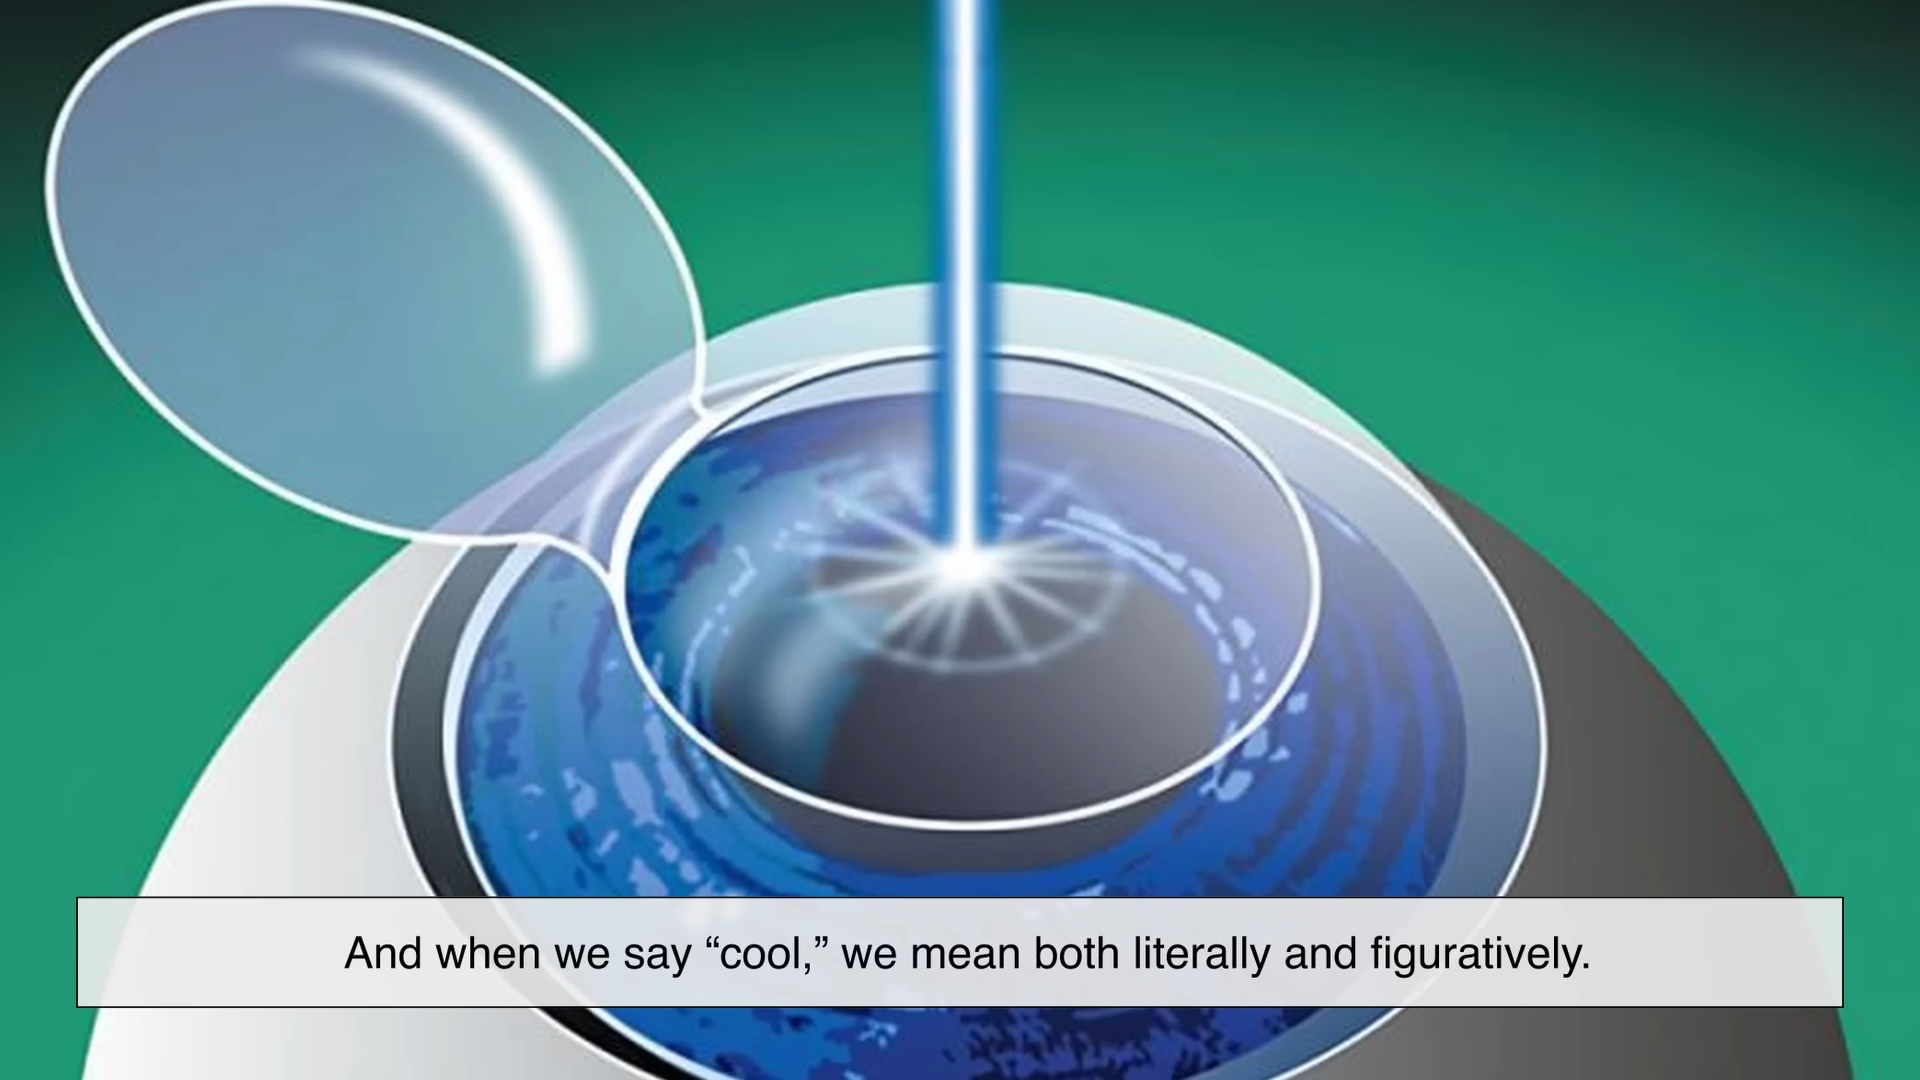 And when we say “cool,” we mean both literally and figuratively.